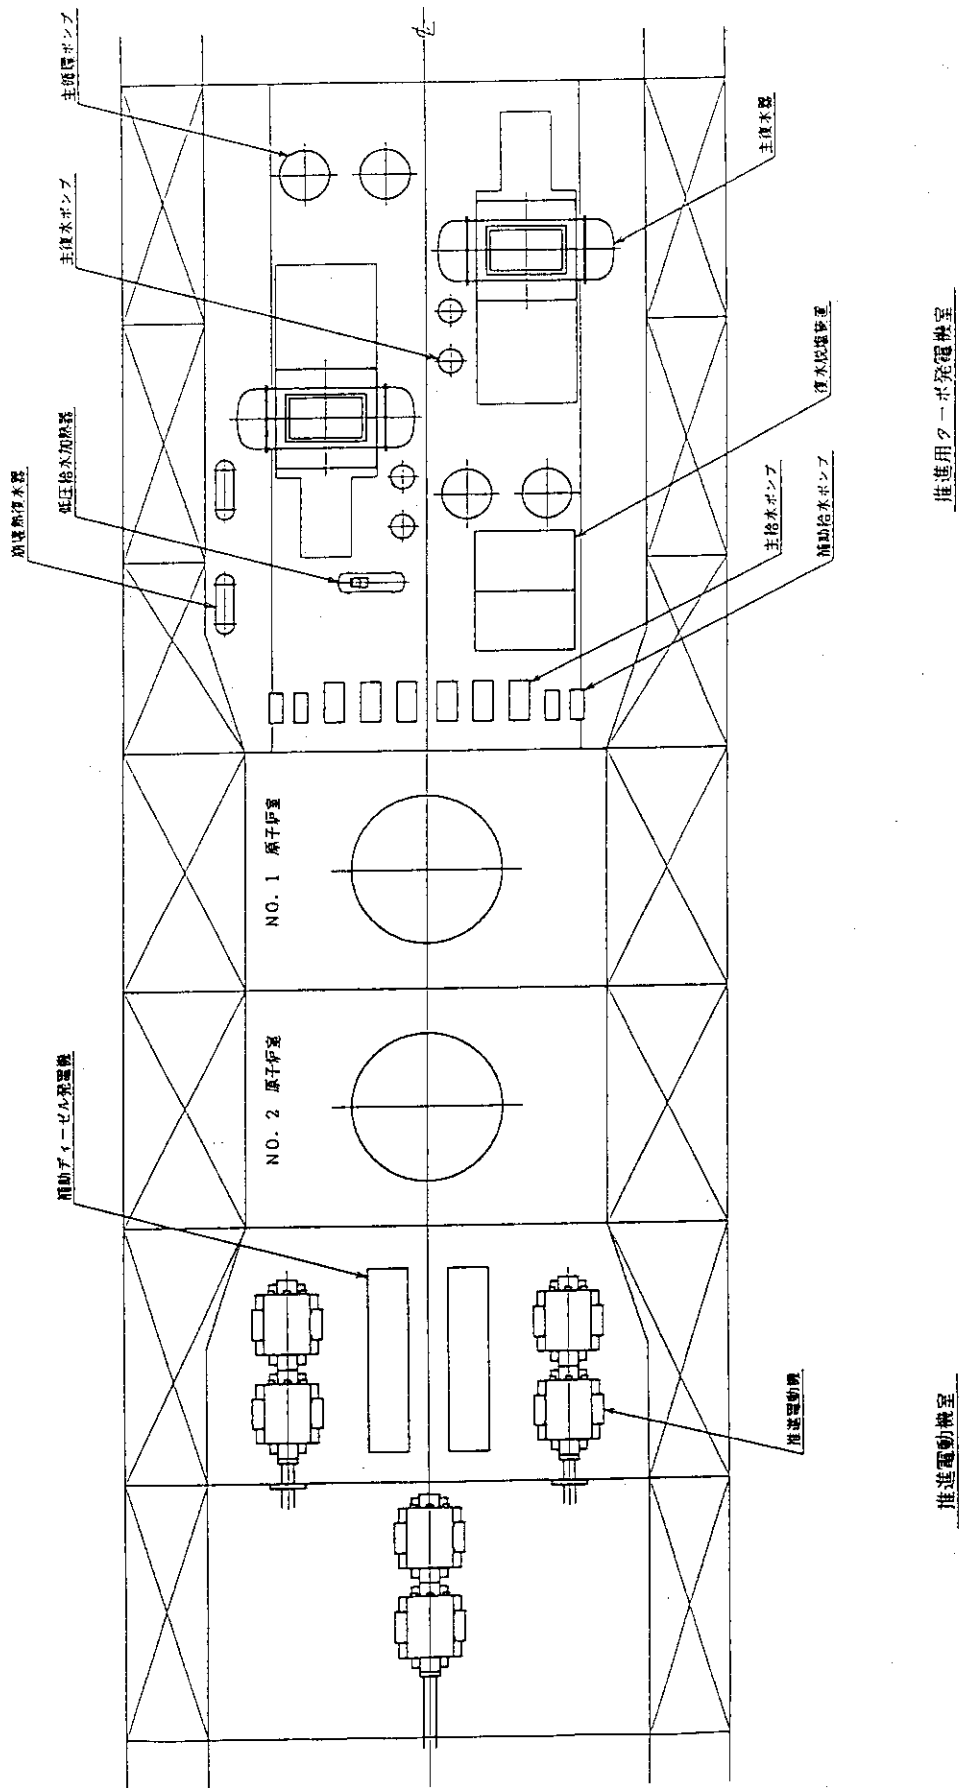 主循環ポンプ
主復水ポンプ
低圧給水加熱器
崩壊熱復水器
主復水器
復水脱塩装置
主給水ポンプ
補助給水ポンプ
推進用ターボ発電機室
NO. 1 原子炉室
NO. 2 原子炉室
補助ディーゼル発電機
推進電動機
推進電動機室